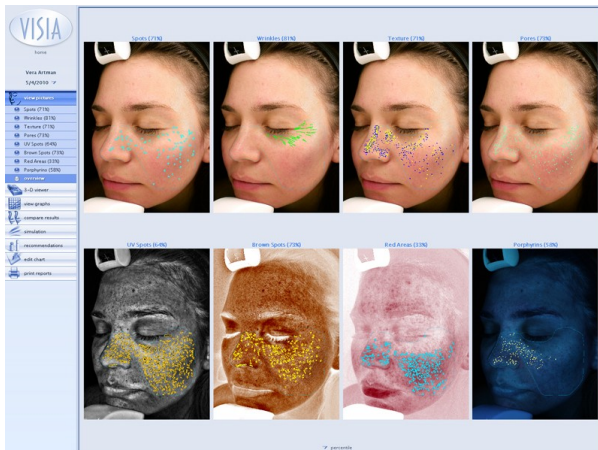 VISIA
home
Vera Artman
5/4/2010
view pictures
Spots (71%)
Wrinkles (81%)
Texture (71%)
Pores (73%)
UV Spots (64%)
Brown Spots (73%)
Red Areas (33%)
Porphyrins (58%)
overview
3-D viewer
view graphs
compare results
simulation
recommendations
edit chart
print reports
Spots (71%)
Wrinkles (81%)
Texture (71%)
Pores (73%)
UV Spots (64%)
Brown Spots (73%)
Red Areas (33%)
Porphyrins (58%)
percentile